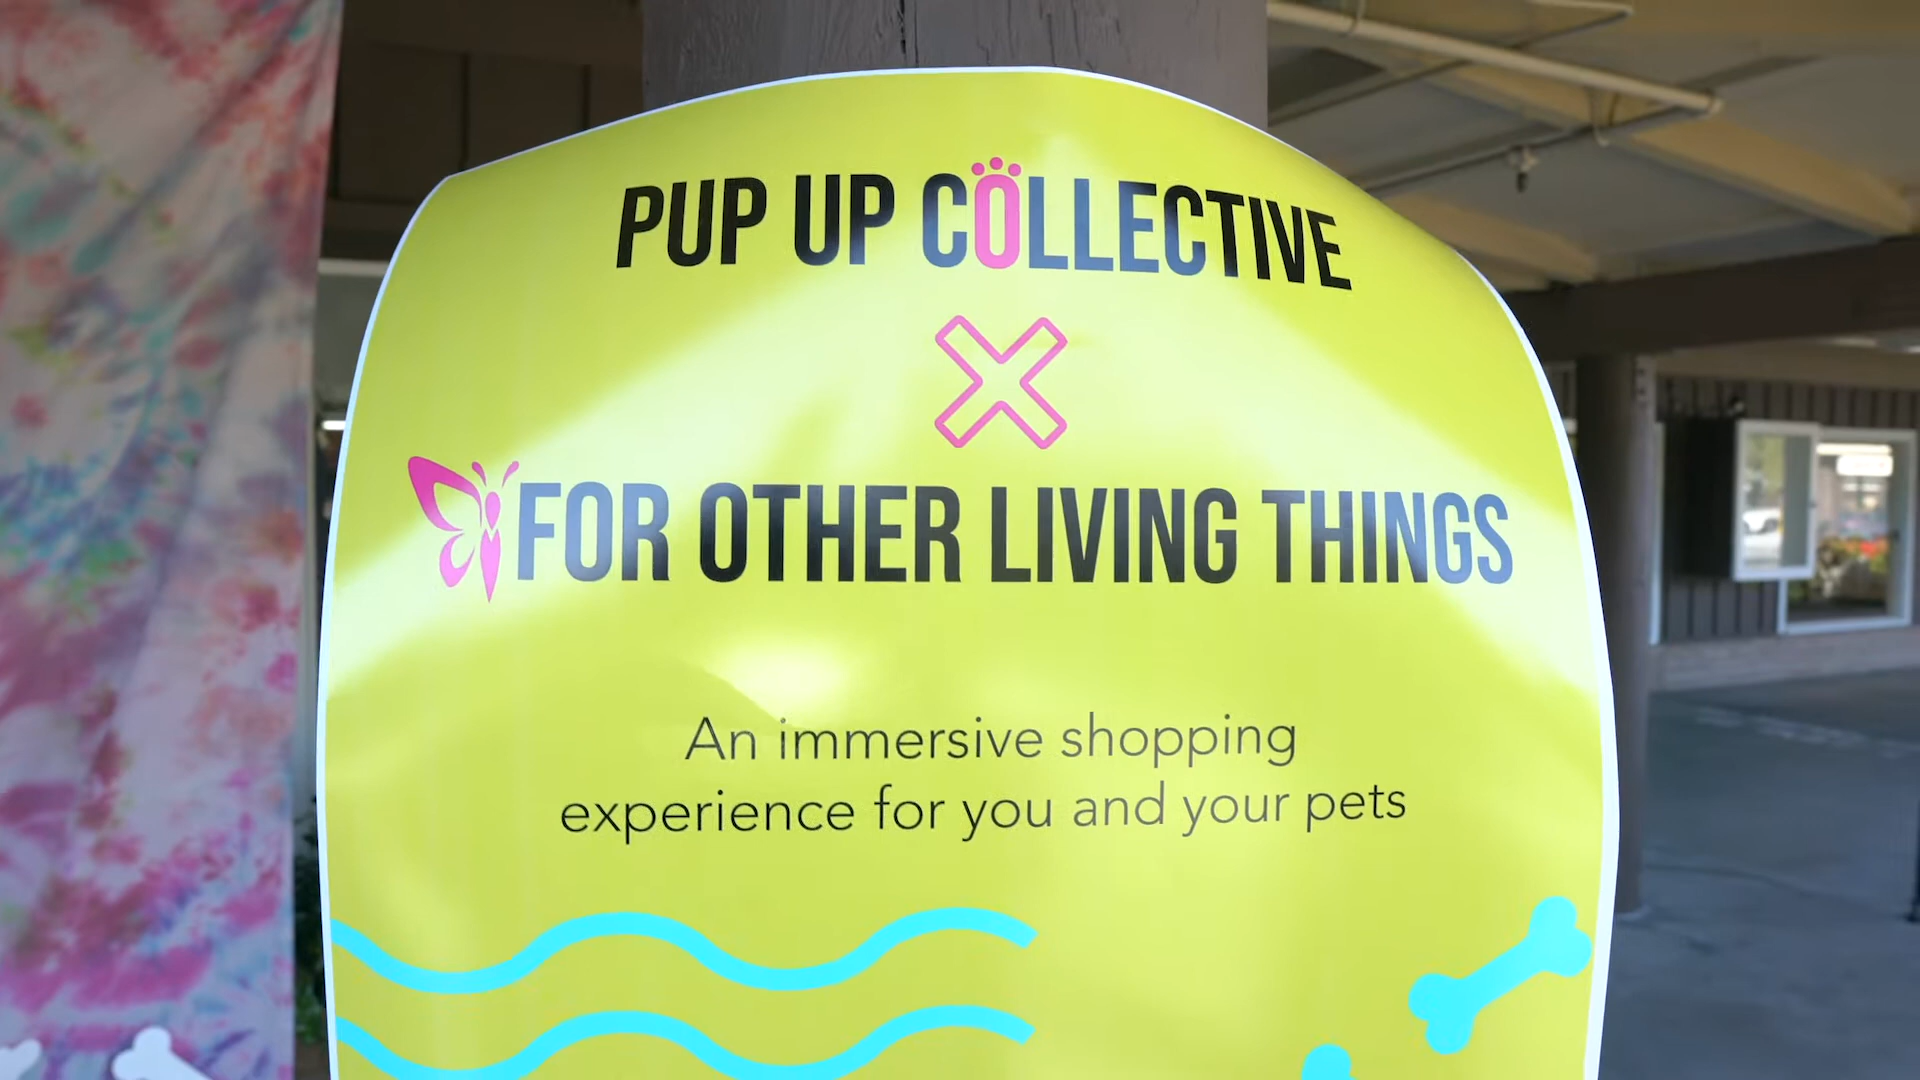 PUP UP COLLECTIVE
X
FOR OTHER LIVING THINGS
An immersive shopping
experience for you and your pets